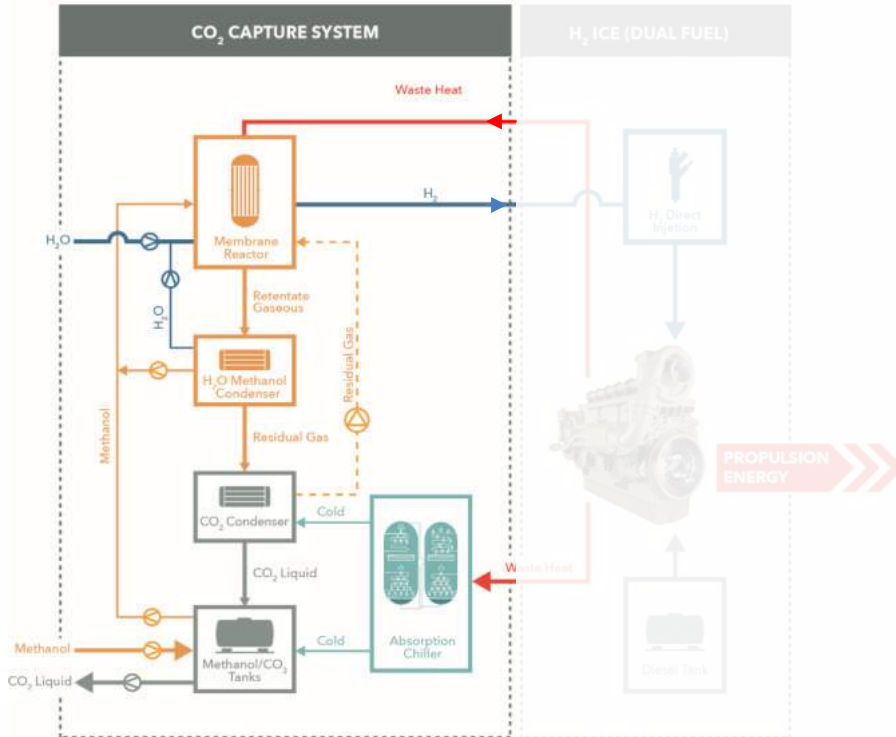 CO₂ CAPTURE SYSTEM
H₂ ICE (DUAL FUEL)
Waste Heat
H₂
H₂ Direct
Injetion
H₂O
Membrane
Reactor
Retentate
Gaseous
H₂O
H₂O Methanol
Condenser
Residual Gas
Methanol
Residual Gas
PROPULSION
ENERGY
CO₂ Condenser
Cold
CO₂ Liquid
Waste Heat
Methanol
Methanol/CO₂
Tanks
Cold
Absorption
Chiller
Diesel Tank
CO₂ Liquid